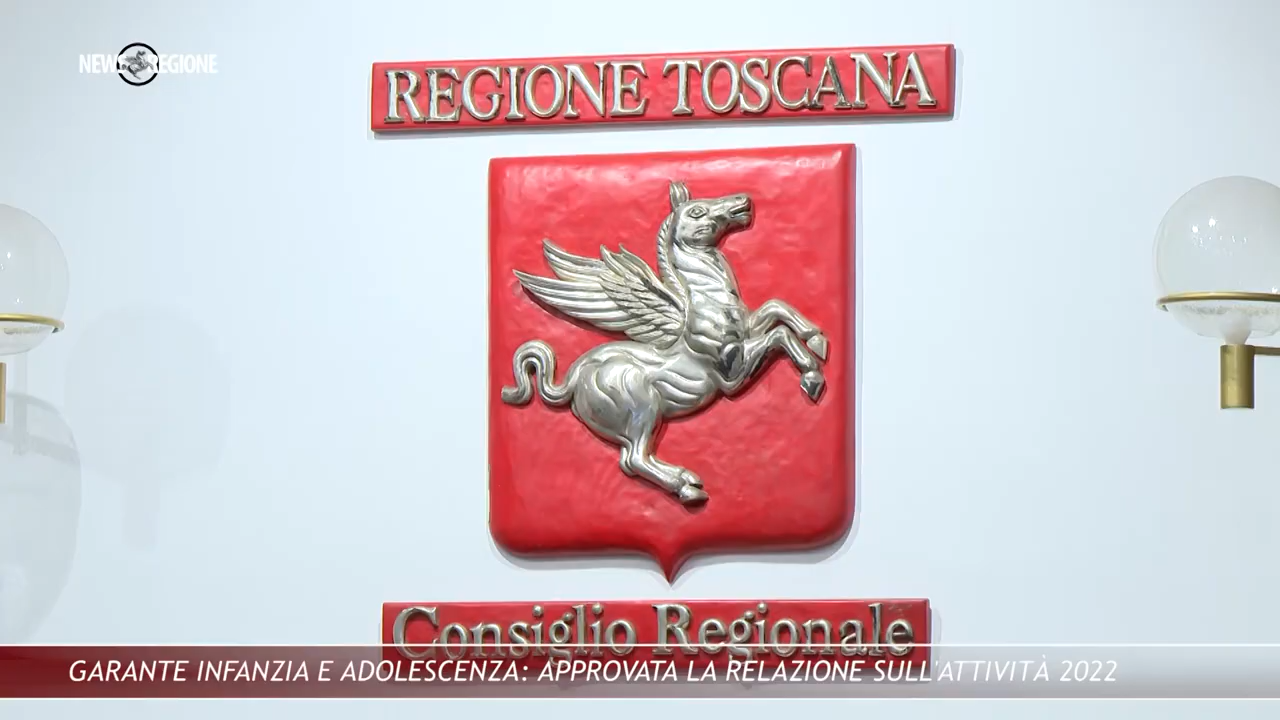 NEWS REGIONE
REGIONE TOSCANA
Consiglio Regionale
GARANTE INFANZIA E ADOLESCENZA: APPROVATA LA RELAZIONE SULL'ATTIVITÀ 2022